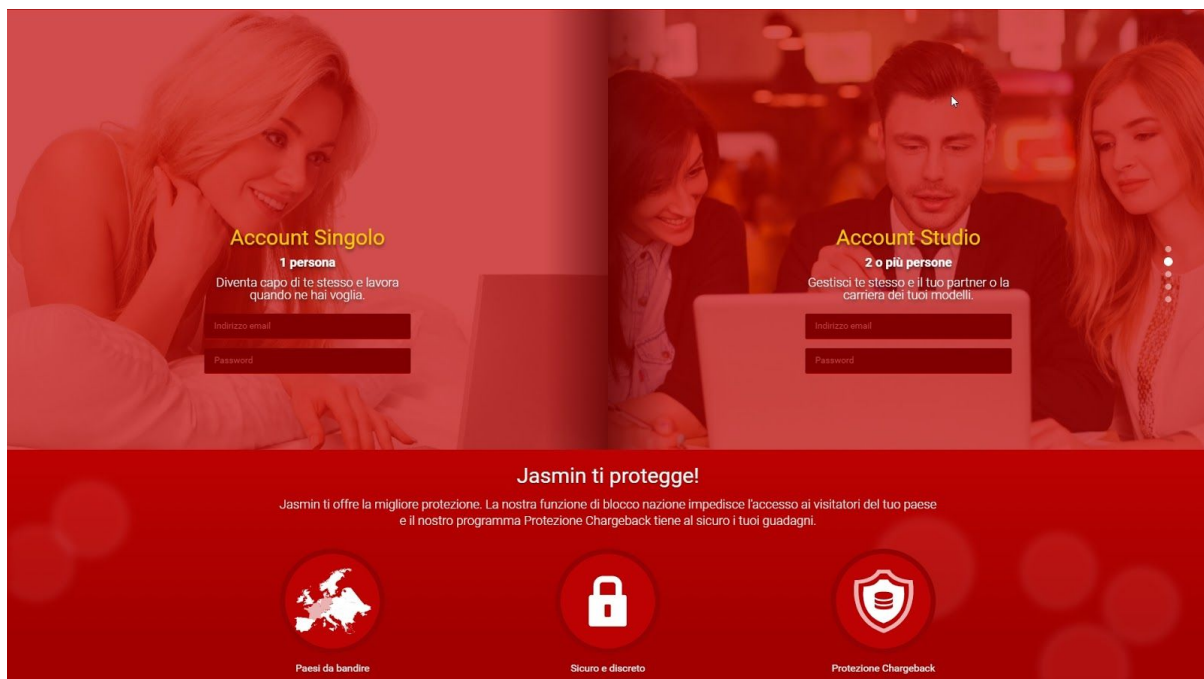 Account Singolo
1 persona
Diventa capo di te stesso e lavora
quando ne hai voglia.
Indirizzo email
Password
Account Studio
2 o più persone
Gestisci te stesso e il tuo partner o la
carriera dei tuoi modelli.
Indirizzo email
Password
Jasmin ti protegge!
Jasmin ti offre la migliore protezione. La nostra funzione di blocco nazione impedisce l'accesso ai visitatori del tuo paese
e il nostro programma Protezione Chargeback tiene al sicuro i tuoi guadagni.
Paesi da bandire
Sicuro e discreto
Protezione Chargeback